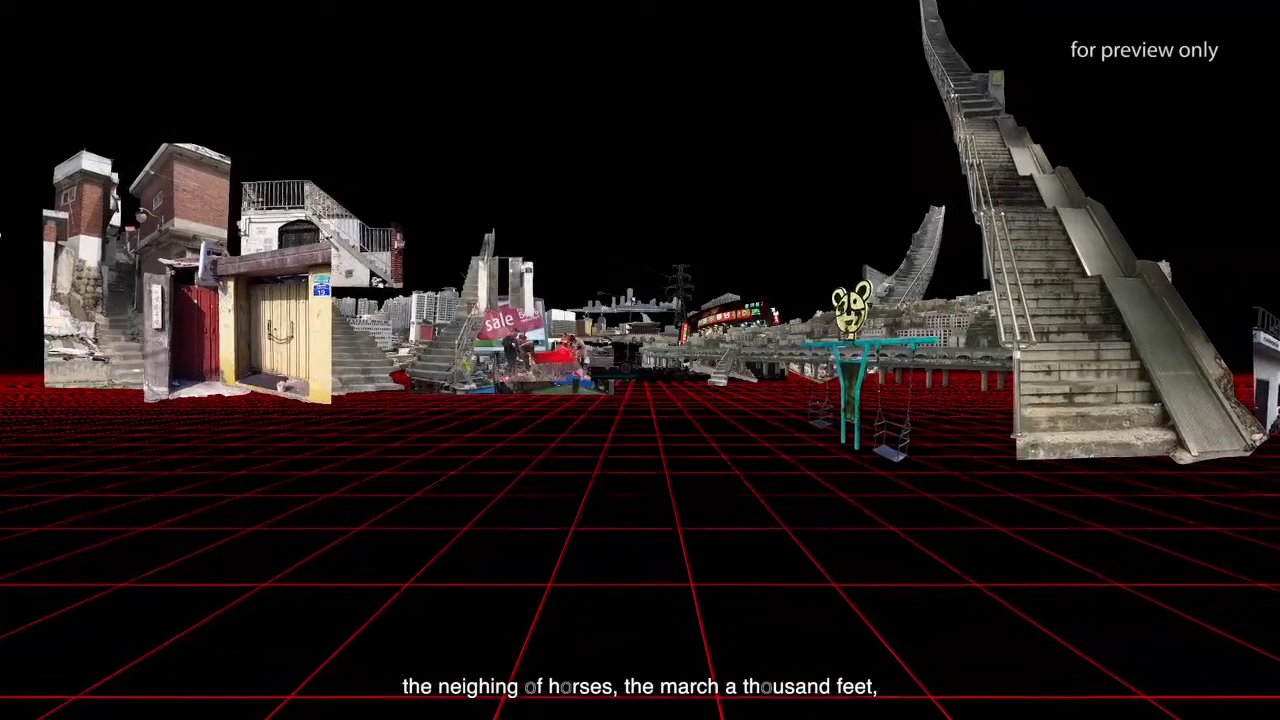 for preview only
sale
the neighing of horses, the march a thousand feet,